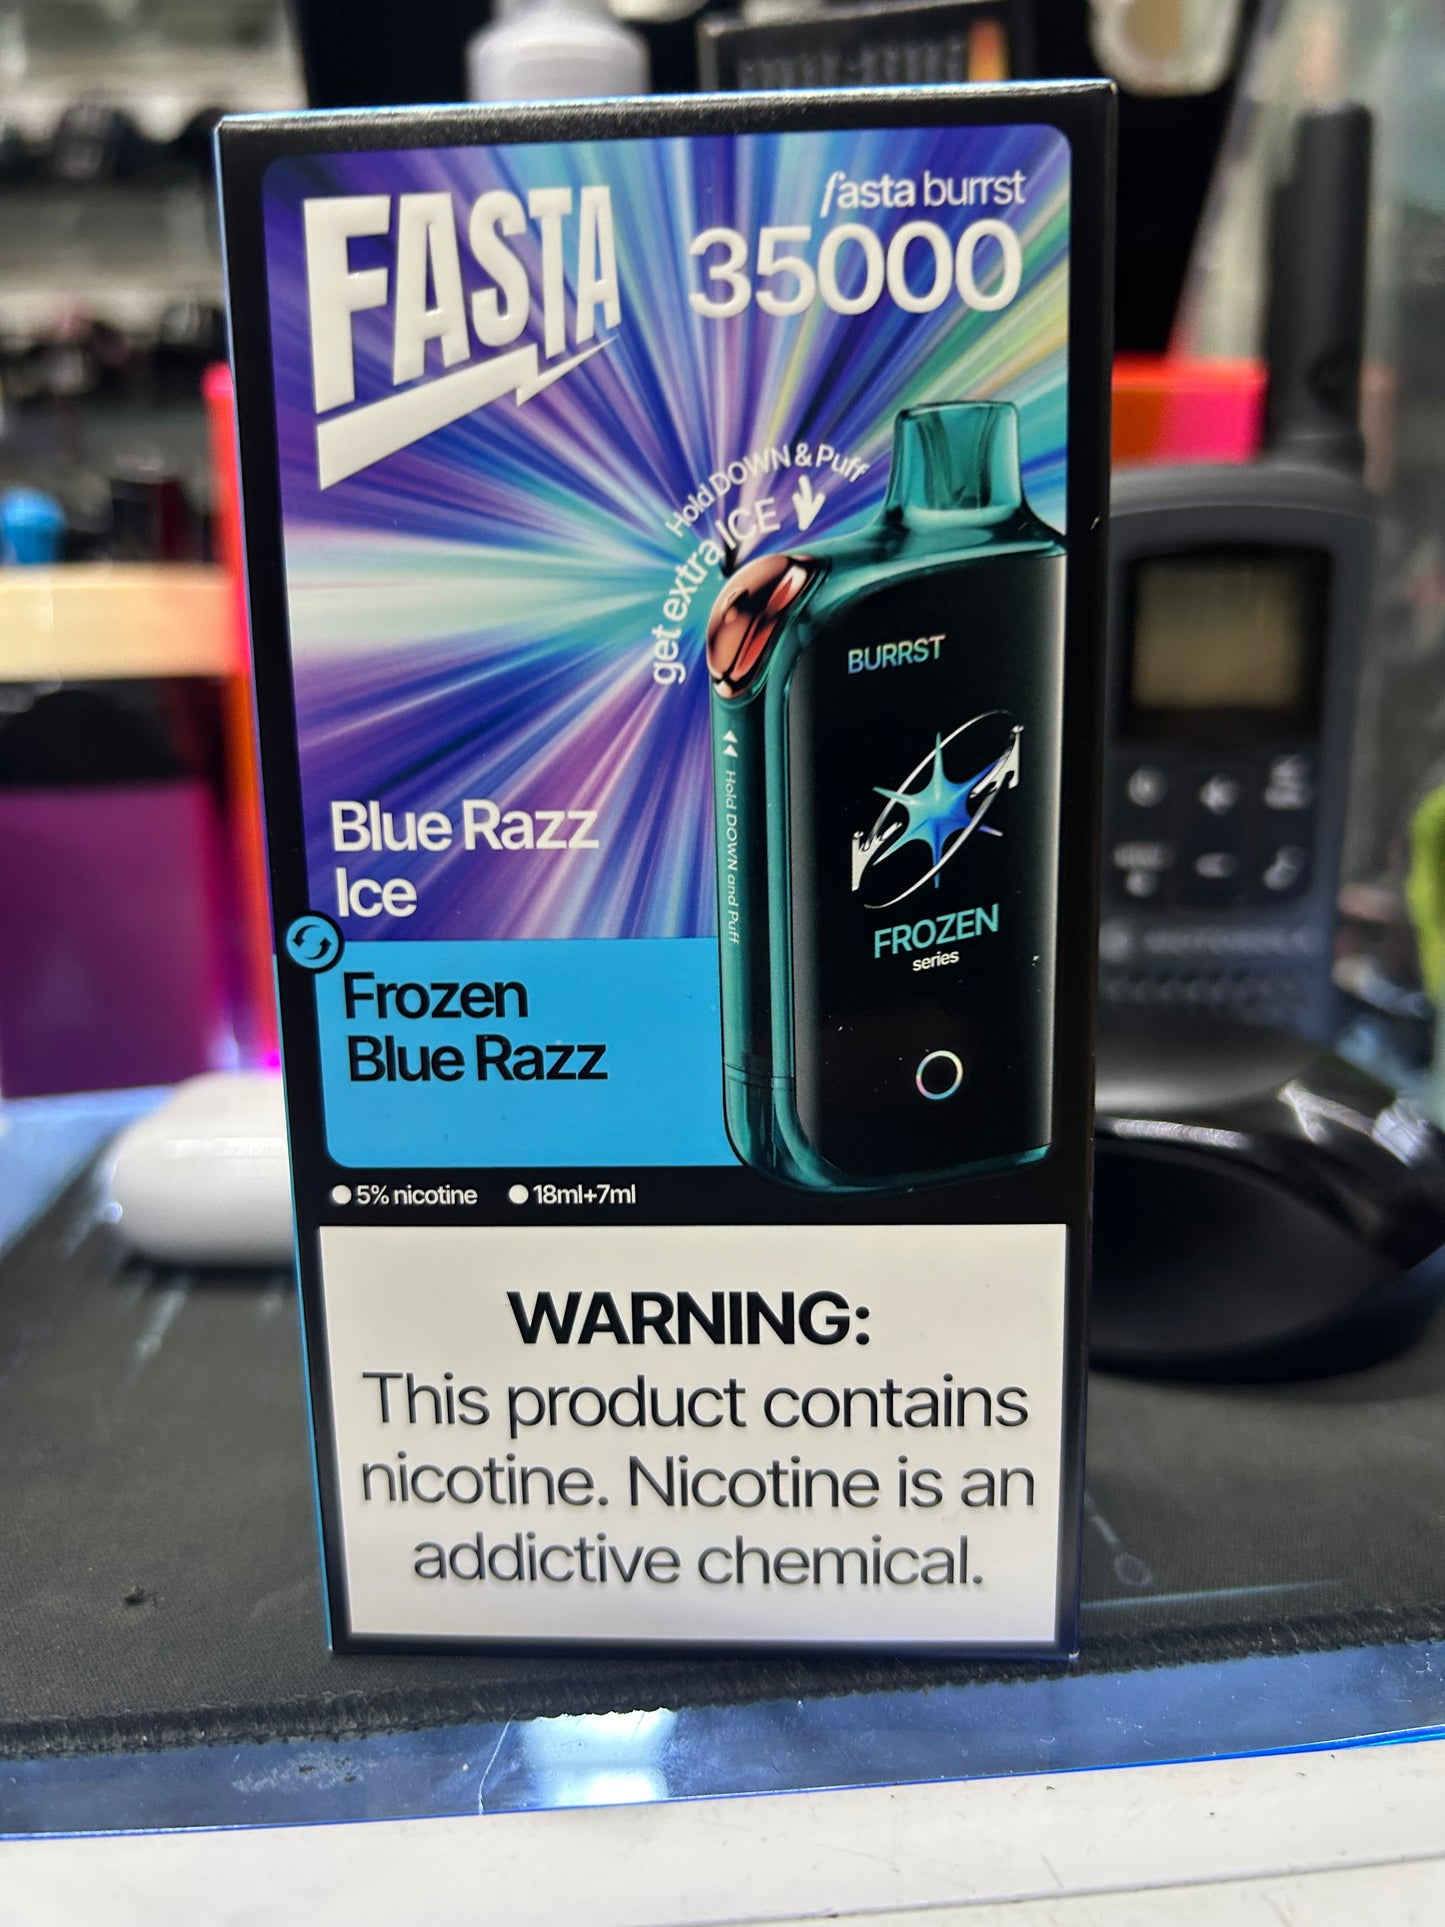 FASTA
fasta burrst
35000
Hold DOWN & Puff
get extra ICE
BURRST
Hold DOWN and Puff
FROZEN
series
Blue Razz
Ice
Frozen
Blue Razz
5% nicotine
18ml+7ml
WARNING:
This product contains
nicotine. Nicotine is an
addictive chemical.